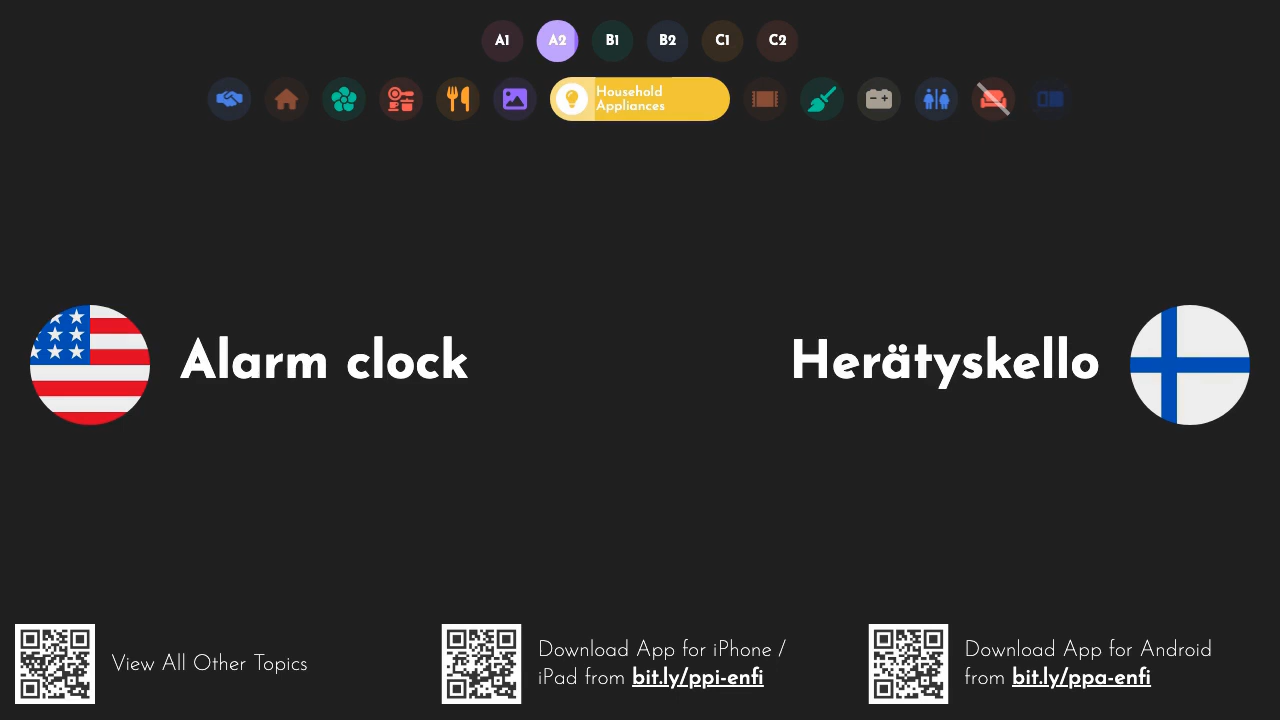 A1 A2 B1 B2 C1 C2
Household
Appliances
Alarm clock
Herätyskello
View All Other Topics
Download App for iPhone /
iPad from bit.ly/ppi-enfi
Download App for Android
from bit.ly/ppa-enfi